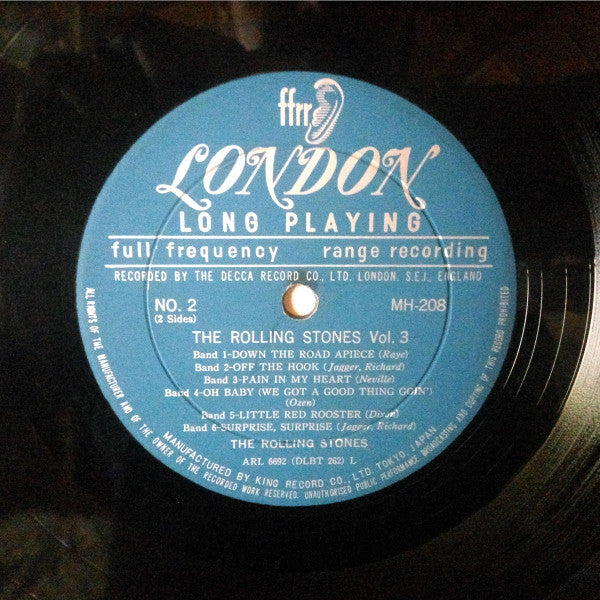 ffrr
LONDON
LONG PLAYING
full frequency range recording
RECORDED BY THE DECCA RECORD CO., LTD. LONDON. S.E.I., ENGLAND
NO. 2 MH-208
(2 Sides)
THE ROLLING STONES Vol. 3
Band 1-DOWN THE ROAD APIECE (Raye)
Band 2-OFF THE HOOK (Jagger, Richard)
Band 3-PAIN IN MY HEART (Neville)
Band 4-OH BABY (WE GOT A GOOD THING GOIN')
(Ozen)
Band 5-LITTLE RED ROOSTER (Dixon)
Band 6-SURPRISE, SURPRISE (Jagger, Richard)
THE ROLLING STONES
ARL 6692 (DLBT 262) L
MANUFACTURED BY KING RECORD CO., LTD. TOKYO, JAPAN
ALL RIGHTS OF THE MANUFACTURER AND OF THE OWNER OF THE RECORDED WORK RESERVED. UNAUTHORISED PUBLIC PERFORMANCE, BROADCASTING AND COPYING OF THIS RECORD PROHIBITED